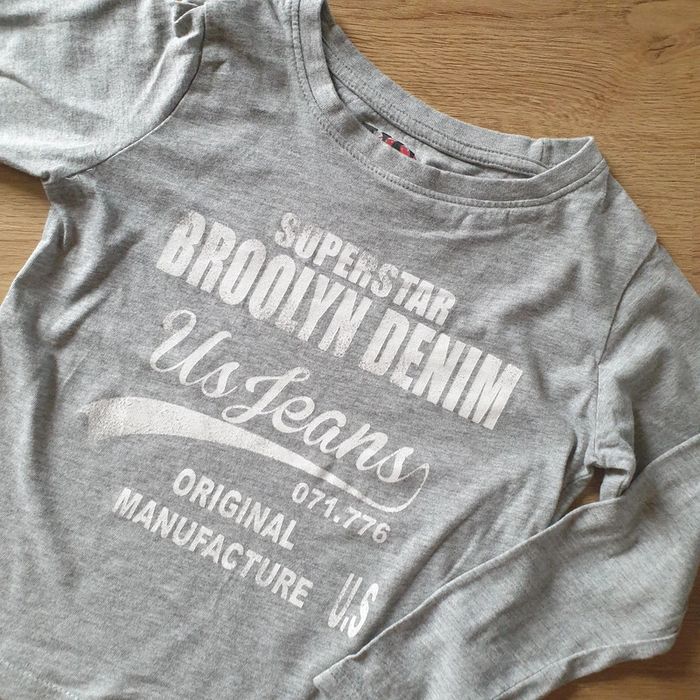 SUPERSTAR
BROOLYN DENIM
Us Jeans
071.776
ORIGINAL
MANUFACTURE U.S